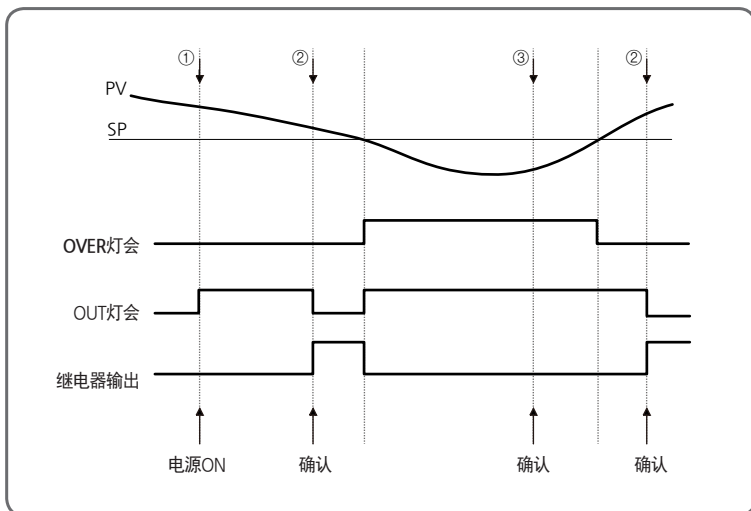 ① ② ③ ②
PV
SP
OVER灯会
OUT灯会
继电器输出
电源ON 确认 确认 确认